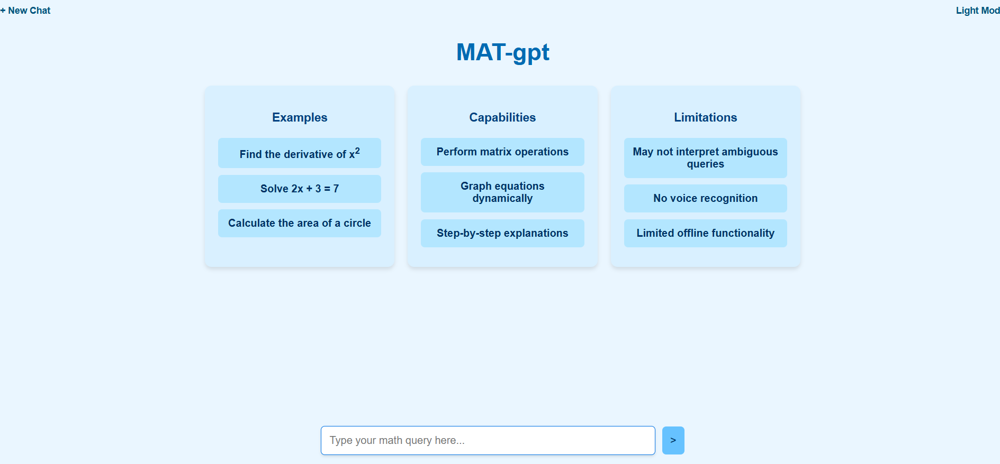 + New Chat
Light Mod
MAT-gpt
Examples
Find the derivative of x²
Solve 2x + 3 = 7
Calculate the area of a circle
Capabilities
Perform matrix operations
Graph equations
dynamically
Step-by-step explanations
Limitations
May not interpret ambiguous
queries
No voice recognition
Limited offline functionality
Type your math query here...
>